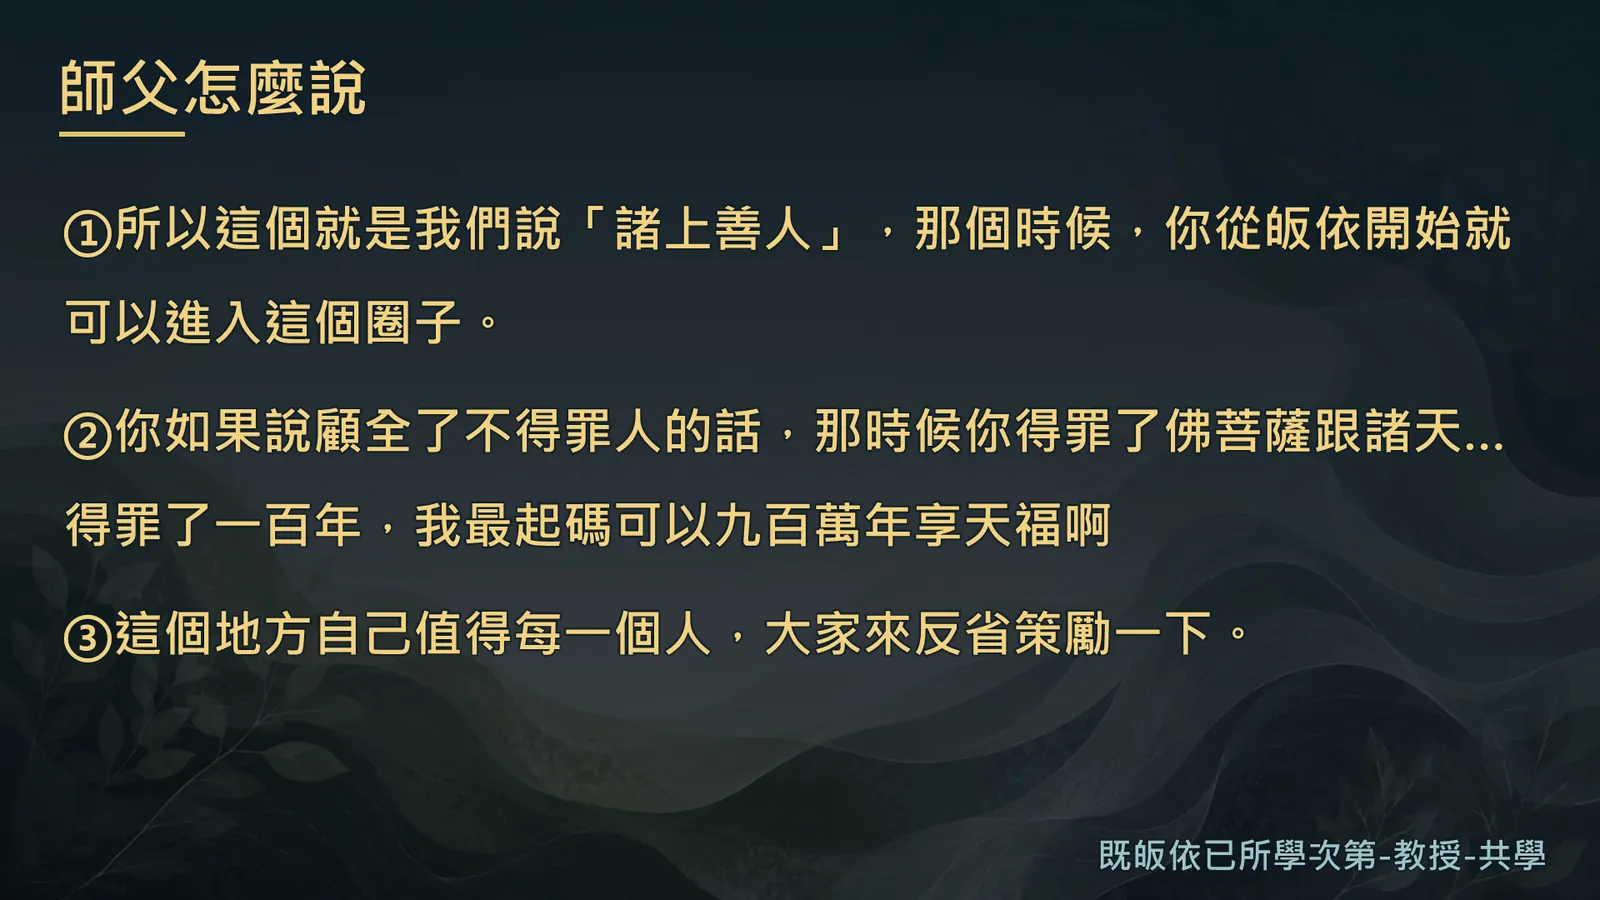 師父怎麼說
①所以這個就是我們說「諸上善人」，那個時候，你從皈依開始就
可以進入這個圈子。
②你如果說顧全了不得罪人的話，那時候你得罪了佛菩薩跟諸天...
得罪了一百年，我最起碼可以九百萬年享天福啊
③這個地方自己值得每一個人，大家來反省策勵一下。
既皈依已所學次第-教授-共學